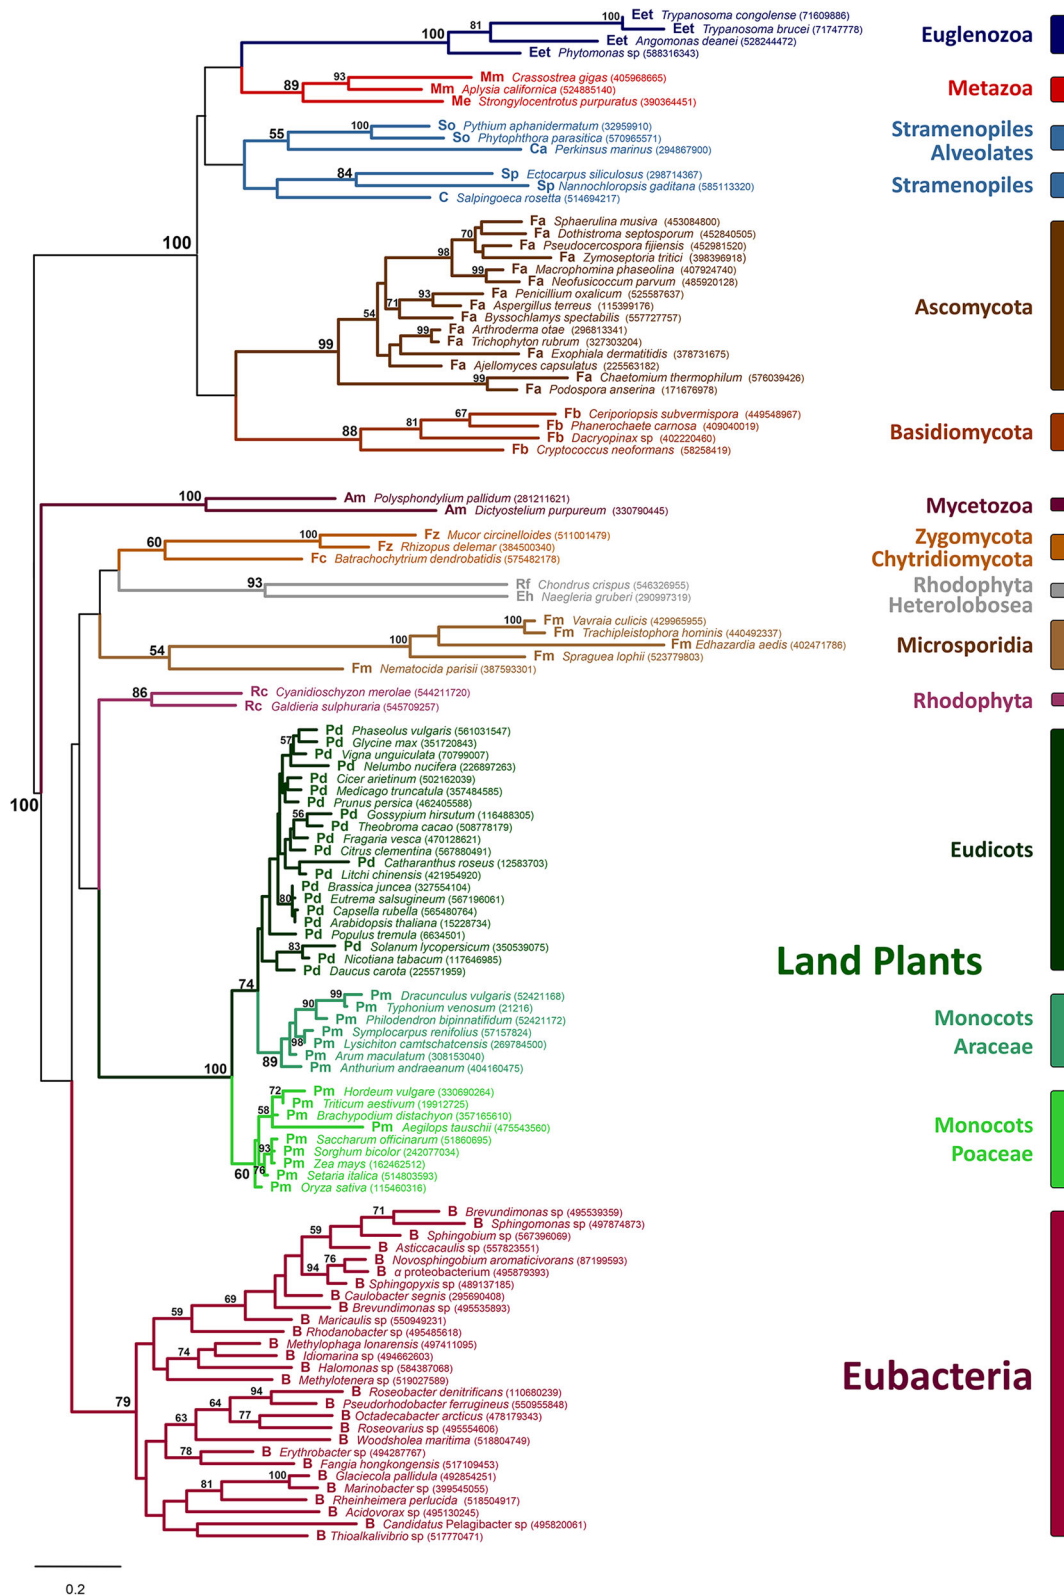 100
Eet Trypanosoma congolense (71609886)
81
Eet Trypanosoma brucei (71747778)
100
Eet Angomonas deanei (528244472)
Eet Phytomonas sp (588316343)
Euglenozoa
93
Mm Crassostrea gigas (405968665)
89
Mm Aplysia californica (524885140)
Me Strongylocentrotus purpuratus (390364451)
Metazoa
100
So Pythium aphanidermatum (32959910)
55
So Phytophthora parasitica (570965571)
Ca Perkinsus marinus (294867900)
Stramenopiles
Alveolates
84
Sp Ectocarpus siliculosus (298714367)
Sp Nannochloropsis gaditana (585113320)
C Salpingoeca rosetta (514694217)
Stramenopiles
100
Fa Sphaerulina musiva (453084800)
70
Fa Dothistroma septosporum (452840505)
Fa Pseudocercospora fijiensis (452981520)
98
Fa Zymoseptoria tritici (398396918)
Fa Macrophomina phaseolina (407924740)
99
Fa Neofusicoccum parvum (485920128)
93
Fa Penicillium oxalicum (525587637)
71
Fa Aspergillus terreus (115399176)
54
Fa Byssochlamys spectabilis (557727757)
99
Fa Arthroderma otae (296813341)
Fa Trichophyton rubrum (327303204)
99
Fa Exophiala dermatitidis (378731675)
Fa Ajellomyces capsulatus (225563182)
99
Fa Chaetomium thermophilum (576039426)
Fa Podospora anserina (171676978)
Ascomycota
67
Fb Ceriporiopsis subvermispora (449548967)
81
Fb Phanerochaete carnosa (409040019)
88
Fb Dacryopinax sp (402220460)
Fb Cryptococcus neoformans (58258419)
Basidiomycota
100
Am Polysphondylium pallidum (281211621)
Am Dictyostelium purpureum (330790445)
Mycetozoa
100
Fz Mucor circinelloides (511001479)
60
Fz Rhizopus delemar (384500340)
Fc Batrachochytrium dendrobatidis (575482178)
Zygomycota
Chytridiomycota
93
Rf Chondrus crispus (546326955)
Eh Naegleria gruberi (290997319)
Rhodophyta
Heterolobosea
100
Fm Vavraia culicis (429965955)
Fm Trachipleistophora hominis (440492337)
100
Fm Edhazardia aedis (402471786)
54
Fm Spraguea lophii (523779803)
Fm Nematocida parisii (387593301)
Microsporidia
86
Rc Cyanidioschyzon merolae (544211720)
Rc Galdieria sulphuraria (545709257)
Rhodophyta
100
Pd Phaseolus vulgaris (561031547)
57
Pd Glycine max (351720843)
Pd Vigna unguiculata (70799007)
Pd Nelumbo nucifera (226897263)
Pd Cicer arietinum (502162039)
Pd Medicago truncatula (357484585)
Pd Prunus persica (462405588)
56
Pd Gossypium hirsutum (116488305)
Pd Theobroma cacao (508778179)
Pd Fragaria vesca (470128621)
Pd Citrus clementina (567880491)
Pd Catharanthus roseus (12583703)
Pd Litchi chinensis (421954920)
Pd Brassica juncea (327554104)
80
Pd Eutrema salsugineum (567196061)
Pd Capsella rubella (565480764)
Pd Arabidopsis thaliana (15228734)
Pd Populus tremula (6634501)
83
Pd Solanum lycopersicum (350539075)
Pd Nicotiana tabacum (117646985)
Pd Daucus carota (225571959)
Eudicots
Land Plants
74
99
Pm Dracunculus vulgaris (52421168)
90
Pm Typhonium venosum (21216)
Pm Philodendron bipinnatifidum (52421172)
Pm Symplocarpus renifolius (57157824)
98
Pm Lysichiton camtschatcensis (269784500)
89
Pm Arum maculatum (308153040)
Pm Anthurium andraeanum (404160475)
Monocots
Araceae
100
72
Pm Hordeum vulgare (330690264)
Pm Triticum aestivum (19912725)
58
Pm Brachypodium distachyon (357165610)
Pm Aegilops tauschii (475543560)
Pm Saccharum officinarum (51860695)
93
Pm Sorghum bicolor (242077034)
Pm Zea mays (162462512)
60
76
Pm Setaria italica (514803593)
Pm Oryza sativa (115460316)
Monocots
Poaceae
71
B Brevundimonas sp (495539359)
B Sphingomonas sp (497874873)
59
B Sphingobium sp (567396069)
B Asticcacaulis sp (557823551)
76
B Novosphingobium aromaticivorans (87199593)
94
B α proteobacterium (495879393)
B Sphingopyxis sp (489137185)
B Caulobacter segnis (295690408)
69
B Brevundimonas sp (495535893)
59
B Maricaulis sp (550949231)
B Rhodanobacter sp (495485618)
B Methylophaga lonarensis (497411095)
74
B Idiomarina sp (494662603)
B Halomonas sp (584387068)
B Methylotenera sp (519027589)
94
B Roseobacter denitrificans (110680239)
79
64
B Pseudorhodobacter ferrugineus (550955848)
63
77
B Octadecabacter arcticus (478179343)
B Roseovarius sp (495554606)
B Woodsholea maritima (518804749)
78
B Erythrobacter sp (494287767)
B Fangia hongkongensis (517109453)
100
B Glaciecola pallidula (492854251)
81
B Marinobacter sp (399545055)
B Rheinheimera perlucida (518504917)
B Acidovorax sp (495130245)
B Candidatus Pelagibacter sp (495820061)
B Thioalkalivibrio sp (517770471)
Eubacteria
0.2